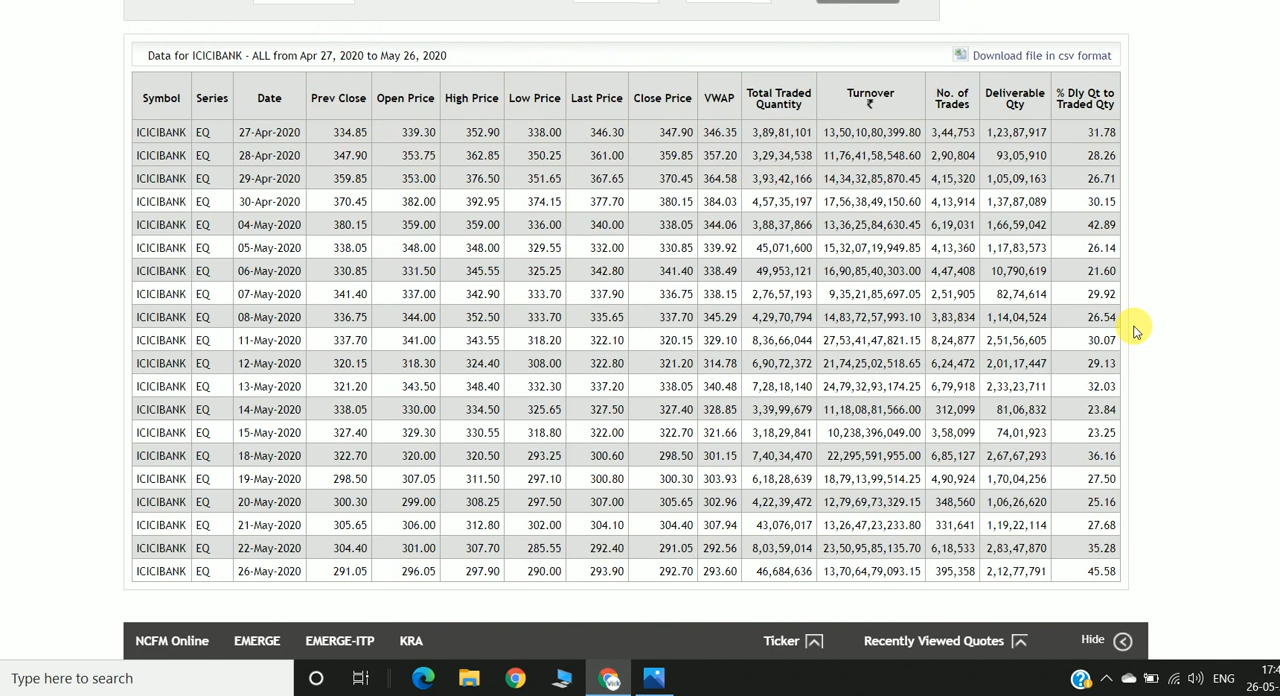 Data for ICICIBANK - ALL from Apr 27, 2020 to May 26, 2020 Download file in csv format
Symbol Series Date Prev Close Open Price High Price Low Price Last Price Close Price VWAP Total Traded Quantity Turnover ₹ No. of Trades Deliverable Qty % Dly Qt to Traded Qty
ICICIBANK EQ 27-Apr-2020 334.85 339.30 352.90 338.00 346.30 347.90 346.35 3,89,81,101 13,50,10,80,399.80 3,44,753 1,23,87,917 31.78
ICICIBANK EQ 28-Apr-2020 347.90 353.75 362.85 350.25 361.00 359.85 357.20 3,29,34,538 11,76,41,58,548.60 2,90,804 93,05,910 28.26
ICICIBANK EQ 29-Apr-2020 359.85 353.00 376.50 351.65 367.65 370.45 364.58 3,93,42,166 14,34,32,85,870.45 4,15,320 1,05,09,163 26.71
ICICIBANK EQ 30-Apr-2020 370.45 382.00 392.95 374.15 377.70 380.15 384.03 4,57,35,197 17,56,38,49,150.60 4,13,914 1,37,87,089 30.15
ICICIBANK EQ 04-May-2020 380.15 359.00 359.00 336.00 340.00 338.05 344.06 3,88,37,866 13,36,25,84,630.45 6,19,031 1,66,59,042 42.89
ICICIBANK EQ 05-May-2020 338.05 348.00 348.00 329.55 332.00 330.85 339.92 45,071,600 15,32,07,19,949.85 4,13,360 1,17,83,573 26.14
ICICIBANK EQ 06-May-2020 330.85 331.50 345.55 325.25 342.80 341.40 338.49 49,953,121 16,90,85,40,303.00 4,47,408 10,790,619 21.60
ICICIBANK EQ 07-May-2020 341.40 337.00 342.90 333.70 337.90 336.75 338.15 2,76,57,193 9,35,21,85,697.05 2,51,905 82,74,614 29.92
ICICIBANK EQ 08-May-2020 336.75 344.00 352.50 333.70 335.65 337.70 345.29 4,29,70,794 14,83,72,57,993.10 3,83,834 1,14,04,524 26.54
ICICIBANK EQ 11-May-2020 337.70 341.00 343.55 318.20 322.10 320.15 329.10 8,36,66,044 27,53,41,47,821.15 8,24,877 2,51,56,605 30.07
ICICIBANK EQ 12-May-2020 320.15 318.30 324.40 308.00 322.80 321.20 314.78 6,90,72,372 21,74,25,02,518.65 6,24,472 2,01,17,447 29.13
ICICIBANK EQ 13-May-2020 321.20 343.50 348.40 332.30 337.20 338.05 340.48 7,28,18,140 24,79,32,93,174.25 6,79,918 2,33,23,711 32.03
ICICIBANK EQ 14-May-2020 338.05 330.00 334.50 325.65 327.50 327.40 328.85 3,39,99,679 11,18,08,81,566.00 312,099 81,06,832 23.84
ICICIBANK EQ 15-May-2020 327.40 329.30 330.55 318.80 322.00 322.70 321.66 3,18,29,841 10,238,396,049.00 3,58,099 74,01,923 23.25
ICICIBANK EQ 18-May-2020 322.70 320.00 320.50 293.25 300.60 298.50 301.15 7,40,34,470 22,295,591,955.00 6,85,127 2,67,67,293 36.16
ICICIBANK EQ 19-May-2020 298.50 307.05 311.50 297.10 300.80 300.30 303.93 6,18,28,639 18,79,13,99,514.25 4,90,924 1,70,04,256 27.50
ICICIBANK EQ 20-May-2020 300.30 299.00 308.25 297.50 307.00 305.65 302.96 4,22,39,472 12,79,69,73,329.15 348,560 1,06,26,620 25.16
ICICIBANK EQ 21-May-2020 305.65 306.00 312.80 302.00 304.10 304.40 307.94 43,076,017 13,26,47,23,233.80 331,641 1,19,22,114 27.68
ICICIBANK EQ 22-May-2020 304.40 301.00 307.70 285.55 292.40 291.05 292.56 8,03,59,014 23,50,95,85,135.70 6,18,533 2,83,47,870 35.28
ICICIBANK EQ 26-May-2020 291.05 296.05 297.90 290.00 293.90 292.70 293.60 46,684,636 13,70,64,79,093.15 395,358 2,12,77,791 45.58
NCFM Online EMERGE EMERGE-ITP KRA Ticker Recently Viewed Quotes Hide
Type here to search ENG 17:4
26-05-